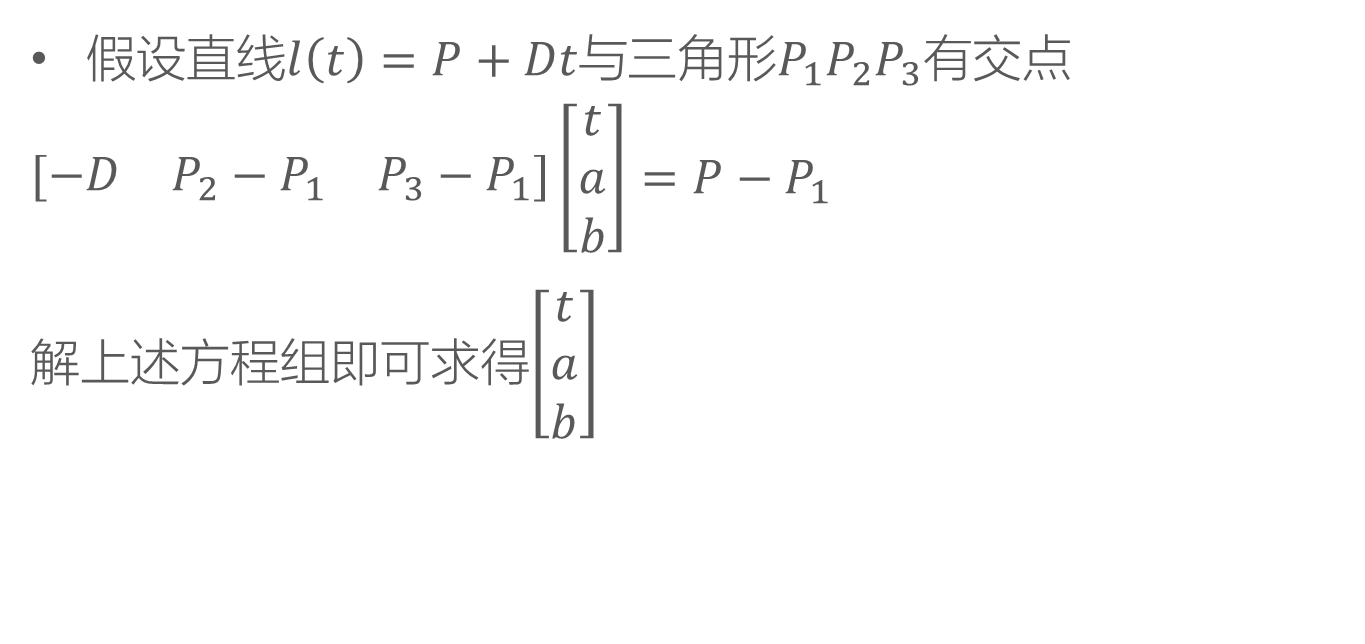 • 假设直线l(t) = P + Dt与三角形P₁P₂P₃有交点
[−D P₂ − P₁ P₃ − P₁] [t a b] = P − P₁
解上述方程组即可求得 [t a b]